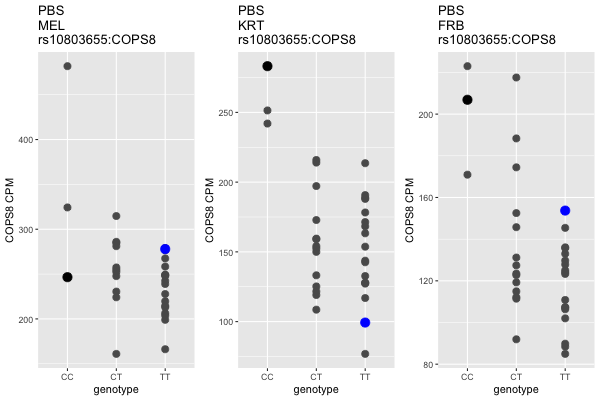 PBS
MEL
rs10803655:COPS8
COPS8 CPM
400
300
200
CC
CT
TT
genotype
PBS
KRT
rs10803655:COPS8
COPS8 CPM
250
200
150
100
CC
CT
TT
genotype
PBS
FRB
rs10803655:COPS8
COPS8 CPM
200
160
120
80
CC
CT
TT
genotype